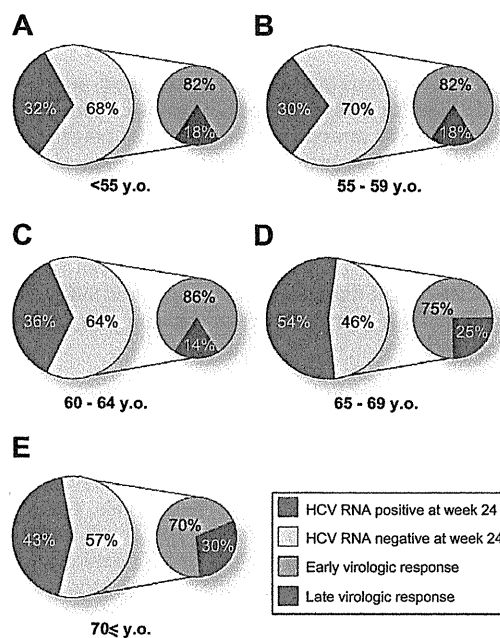 A
B
82%
32%
68%
18%
<55 y.o.
82%
30%
70%
18%
55 - 59 y.o.
C
D
86%
36%
64%
14%
60 - 64 y.o.
75%
54%
46%
25%
65 - 69 y.o.
E
70%
43%
57%
30%
70≤ y.o.
HCV RNA positive at week 24
HCV RNA negative at week 24
Early virologic response
Late virologic response